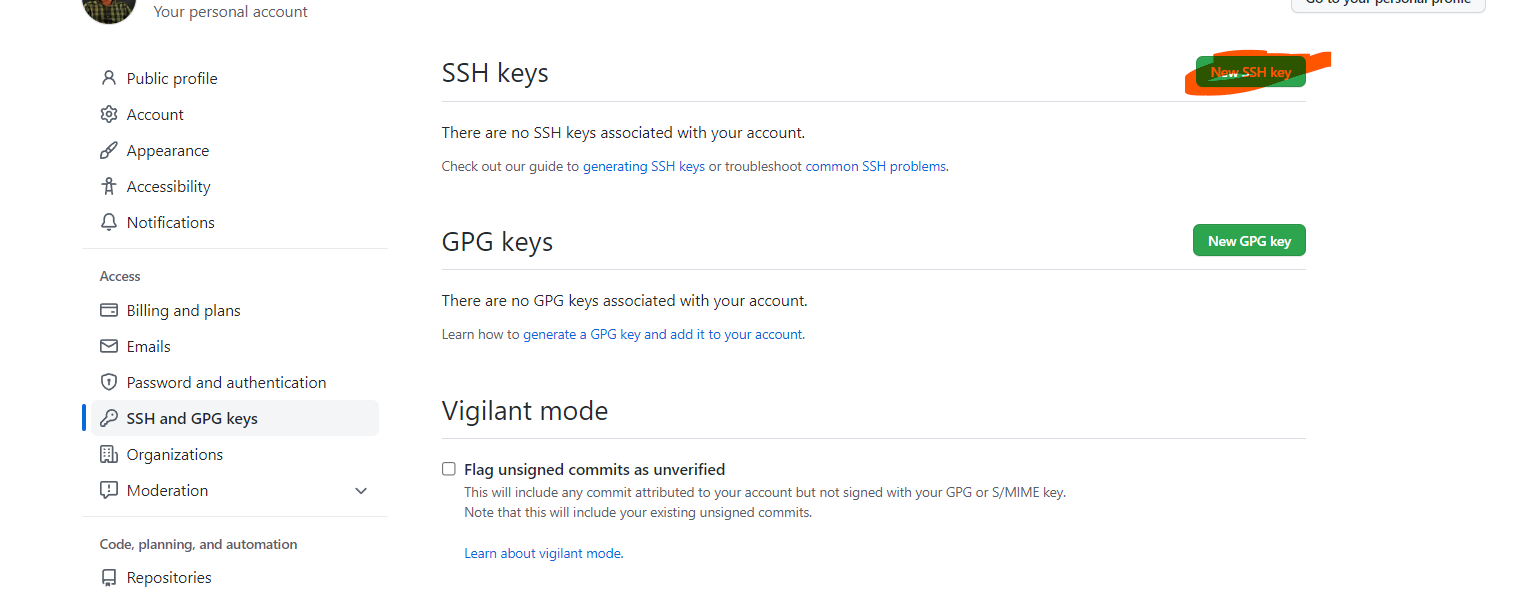 Your personal account
Go to your personal profile
Public profile
Account
Appearance
Accessibility
Notifications
Access
Billing and plans
Emails
Password and authentication
SSH and GPG keys
Organizations
Moderation
Code, planning, and automation
Repositories
SSH keys
New SSH key
There are no SSH keys associated with your account.
Check out our guide to generating SSH keys or troubleshoot common SSH problems.
GPG keys
New GPG key
There are no GPG keys associated with your account.
Learn how to generate a GPG key and add it to your account.
Vigilant mode
Flag unsigned commits as unverified
This will include any commit attributed to your account but not signed with your GPG or S/MIME key.
Note that this will include your existing unsigned commits.
Learn about vigilant mode.